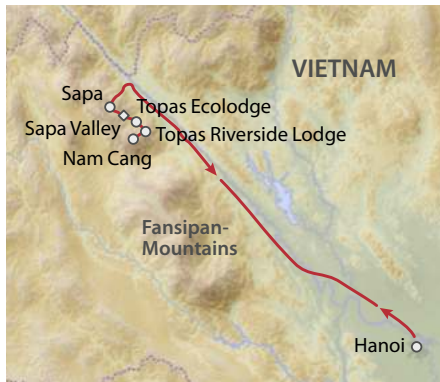 VIETNAM
Sapa
Topas Ecolodge
Sapa Valley
Topas Riverside Lodge
Nam Cang
Fansipan-
Mountains
Hanoi